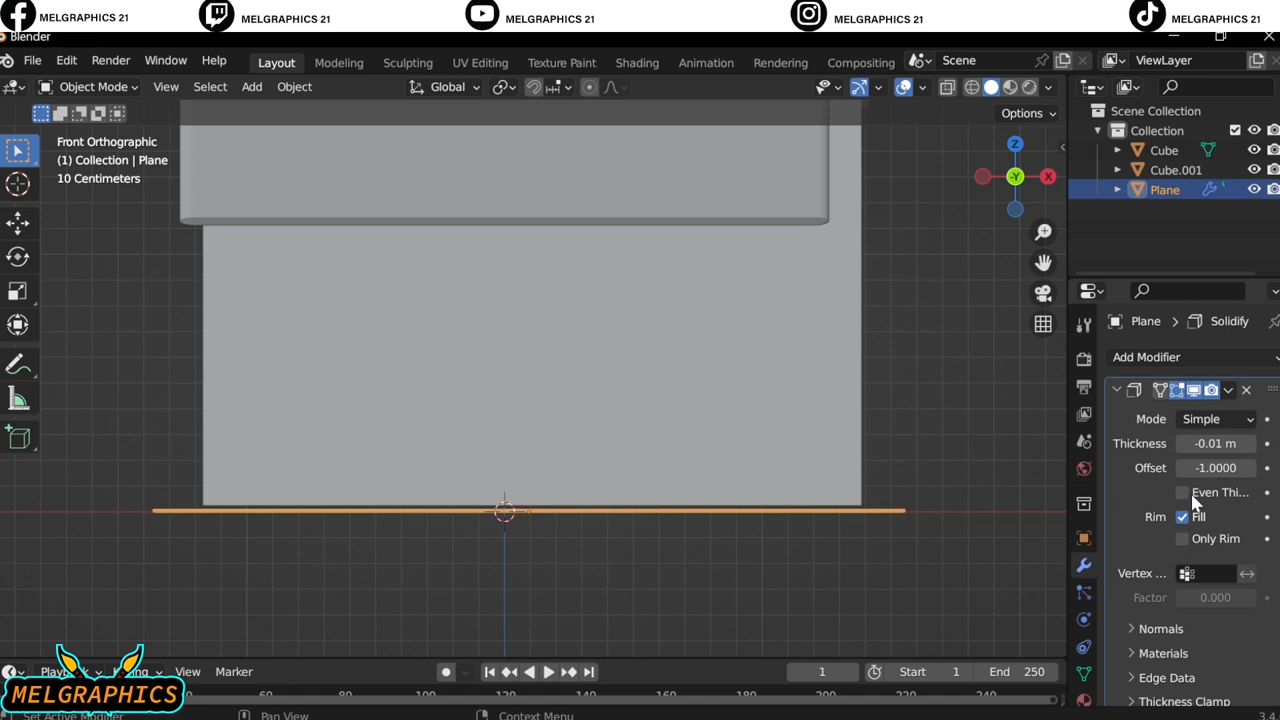 MELGRAPHICS 21
MELGRAPHICS 21
MELGRAPHICS 21
MELGRAPHICS 21
MELGRAPHICS 21
Blender
File Edit Render Window Help
Layout Modeling Sculpting UV Editing Texture Paint Shading Animation Rendering Compositing
Scene
ViewLayer
Object Mode
View Select Add Object
Global
Options
Front Orthographic
(1) Collection | Plane
10 Centimeters
Z
-Y
X
Scene Collection
Collection
Cube
Cube.001
Plane
Plane > Solidify
Add Modifier
Mode Simple
Thickness -0.01 m
Offset -1.0000
Even Thi...
Rim Fill
Only Rim
Vertex ...
Factor 0.000
Normals
Materials
Edge Data
Thickness Clamp
View Marker
1
Start 1
End 250
60 80 100 120 140 160 180 200 220 240
MELGRAPHICS
Set Active Modifier
Pan View
Context Menu
3.4